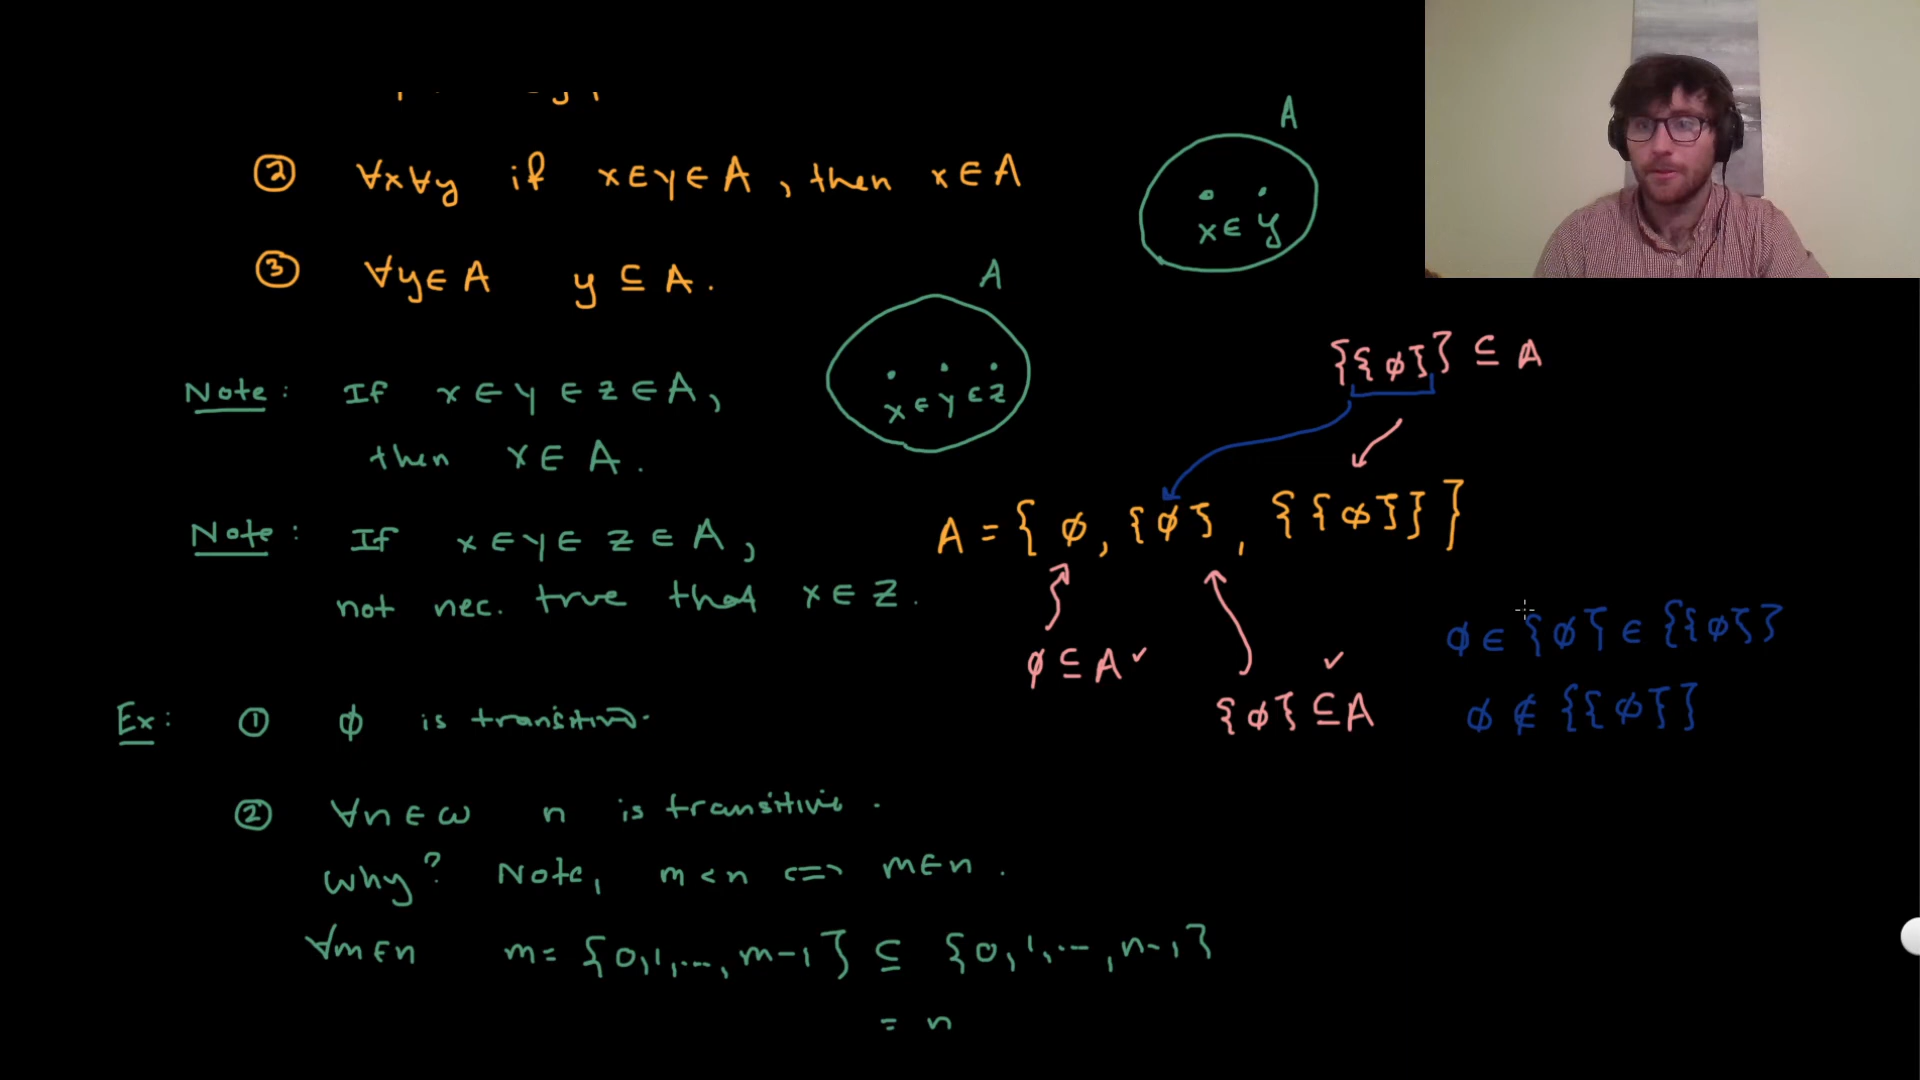 ② ∀x∀y if x∈y∈A, then x∈A
A
x∈y
③ ∀y∈A y ⊆ A.
A
x∈y∈z
{{ϕ}} ⊆ A
Note: If x∈y∈z∈A,
then x∈A.
A = {ϕ, {ϕ}, {{ϕ}}}
Note: If x∈y∈z∈A,
not nec. true that x∈z.
ϕ ⊆ A ✓
{ϕ} ⊆ A ✓
ϕ∈{ϕ}∈{{ϕ}}
ϕ∉{{ϕ}}
Ex: ① ϕ is transitive.
② ∀n∈ω n is transitive.
why? Note, m<n <=> m∈n.
∀m∈n m= {0,1,...,m-1} ⊆ {0,1,...,n-1}
= n